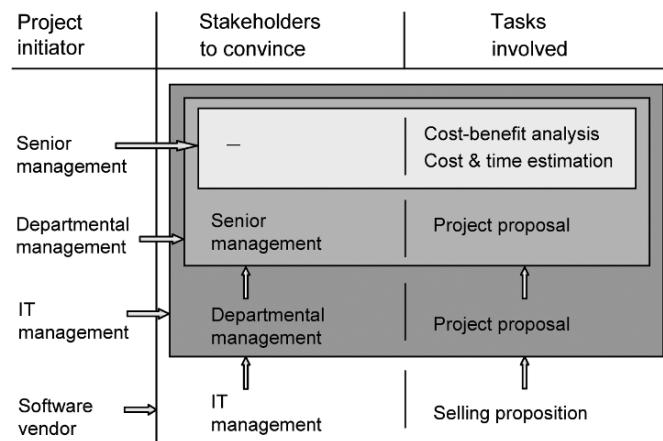 Project
initiator
Stakeholders
to convince
Tasks
involved
Senior
management
—
Cost-benefit analysis
Cost & time estimation
Departmental
management
Senior
management
Project proposal
IT
management
Departmental
management
Project proposal
Software
vendor
IT
management
Selling proposition